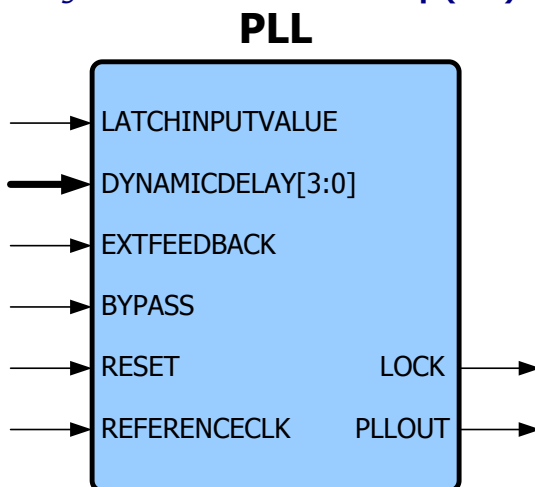 PLL
LATCHINPUTVALUE
DYNAMICDELAY[3:0]
EXTFEEDBACK
BYPASS
RESET LOCK
REFERENCECLK PLLOUT